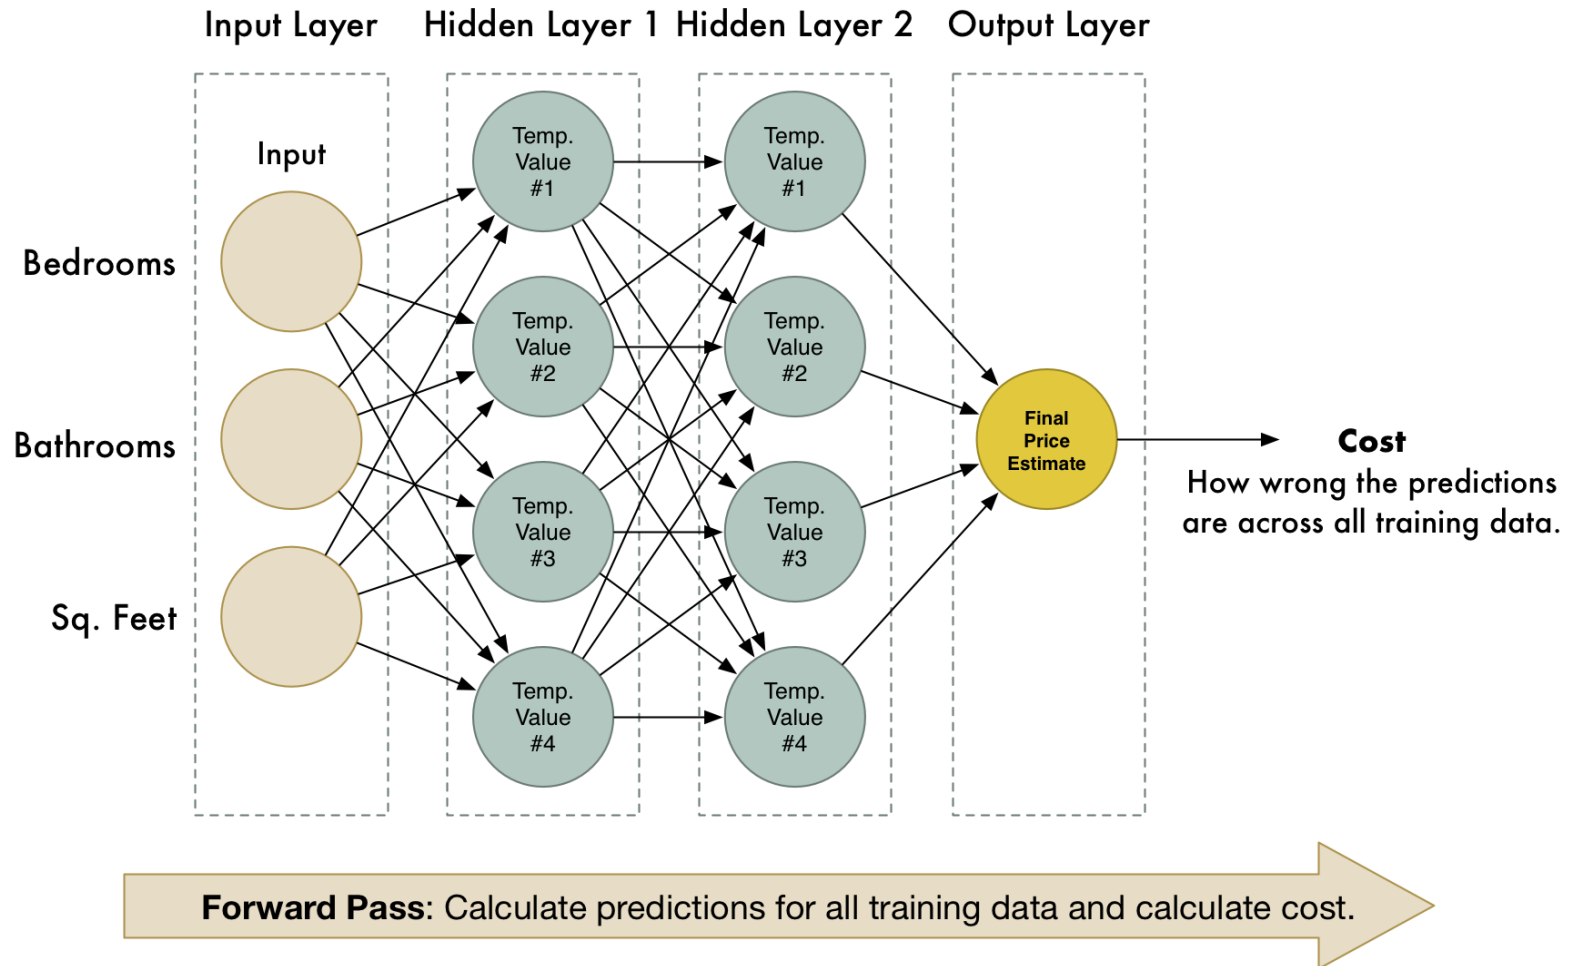 Input Layer
Hidden Layer 1
Hidden Layer 2
Output Layer
Input
Bedrooms
Bathrooms
Sq. Feet
Temp.
Value
#1
Temp.
Value
#2
Temp.
Value
#3
Temp.
Value
#4
Temp.
Value
#1
Temp.
Value
#2
Temp.
Value
#3
Temp.
Value
#4
Final
Price
Estimate
Cost
How wrong the predictions
are across all training data.
Forward Pass: Calculate predictions for all training data and calculate cost.